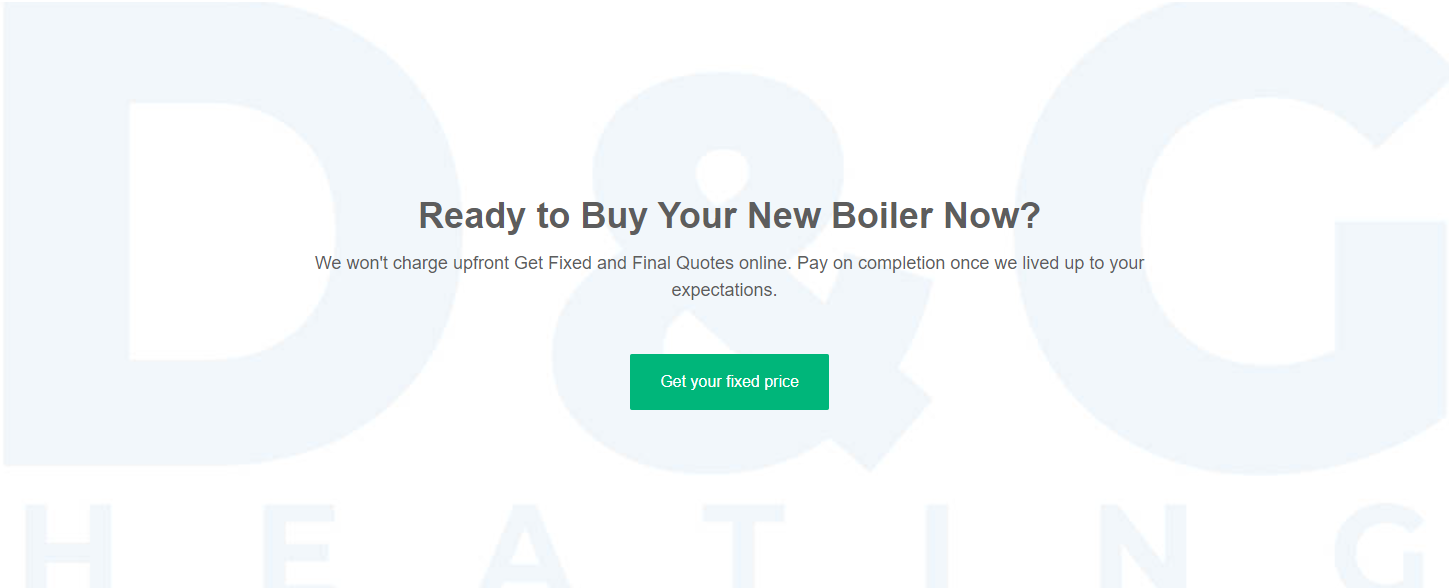 D&G
Ready to Buy Your New Boiler Now?
We won't charge upfront Get Fixed and Final Quotes online. Pay on completion once we lived up to your
expectations.
Get your fixed price
HEATING